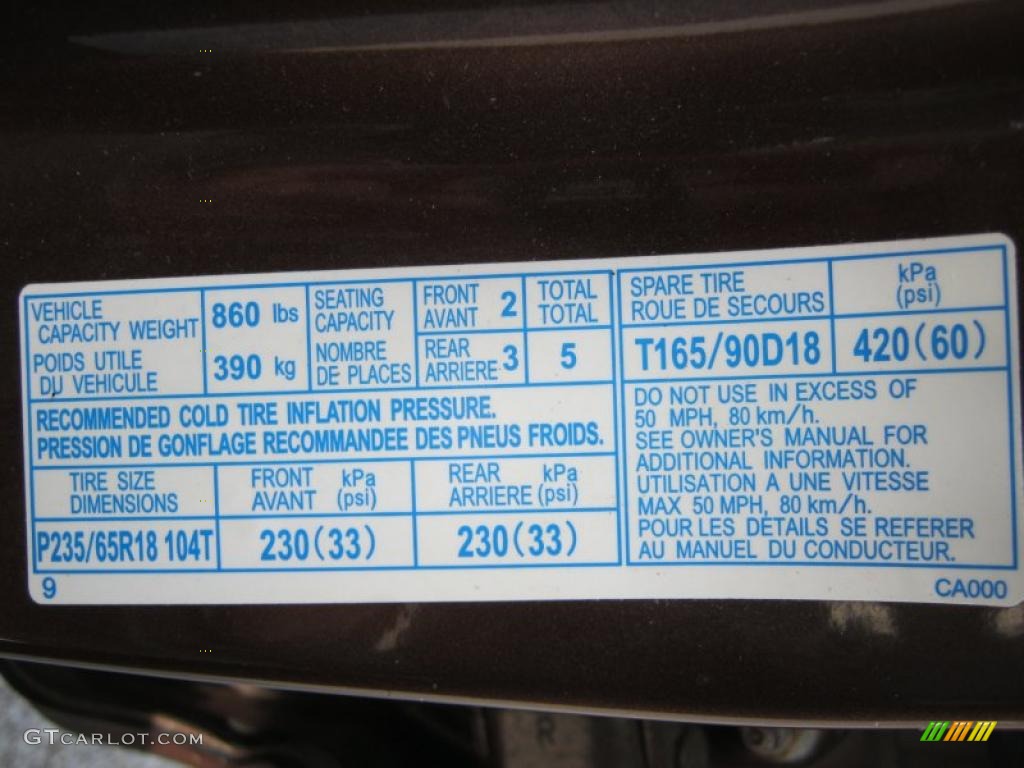 VEHICLE
CAPACITY WEIGHT
POIDS UTILE
DU VEHICULE
860 lbs
390 kg
SEATING
CAPACITY
NOMBRE
DE PLACES
FRONT
AVANT 2
REAR
ARRIERE 3
TOTAL
TOTAL
5
RECOMMENDED COLD TIRE INFLATION PRESSURE.
PRESSION DE GONFLAGE RECOMMANDEE DES PNEUS FROIDS.
TIRE SIZE
DIMENSIONS
FRONT kPa
AVANT (psi)
REAR kPa
ARRIERE (psi)
P235/65R18 104T
230(33)
230(33)
9
SPARE TIRE
ROUE DE SECOURS
kPa
(psi)
T165/90D18
420(60)
DO NOT USE IN EXCESS OF
50 MPH, 80 km/h.
SEE OWNER'S MANUAL FOR
ADDITIONAL INFORMATION.
UTILISATION A UNE VITESSE
MAX 50 MPH, 80 km/h.
POUR LES DÉTAILS SE REFERER
AU MANUEL DU CONDUCTEUR.
CA000
R
GTCARLOT.COM